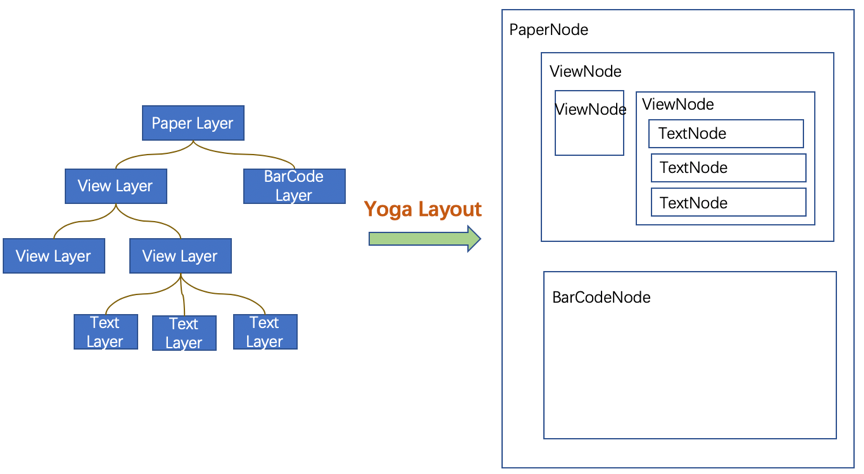 Paper Layer
View Layer
BarCode
Layer
View Layer
View Layer
Text
Layer
Text
Layer
Text
Layer
Yoga Layout
PaperNode
ViewNode
ViewNode
ViewNode
TextNode
TextNode
TextNode
BarCodeNode